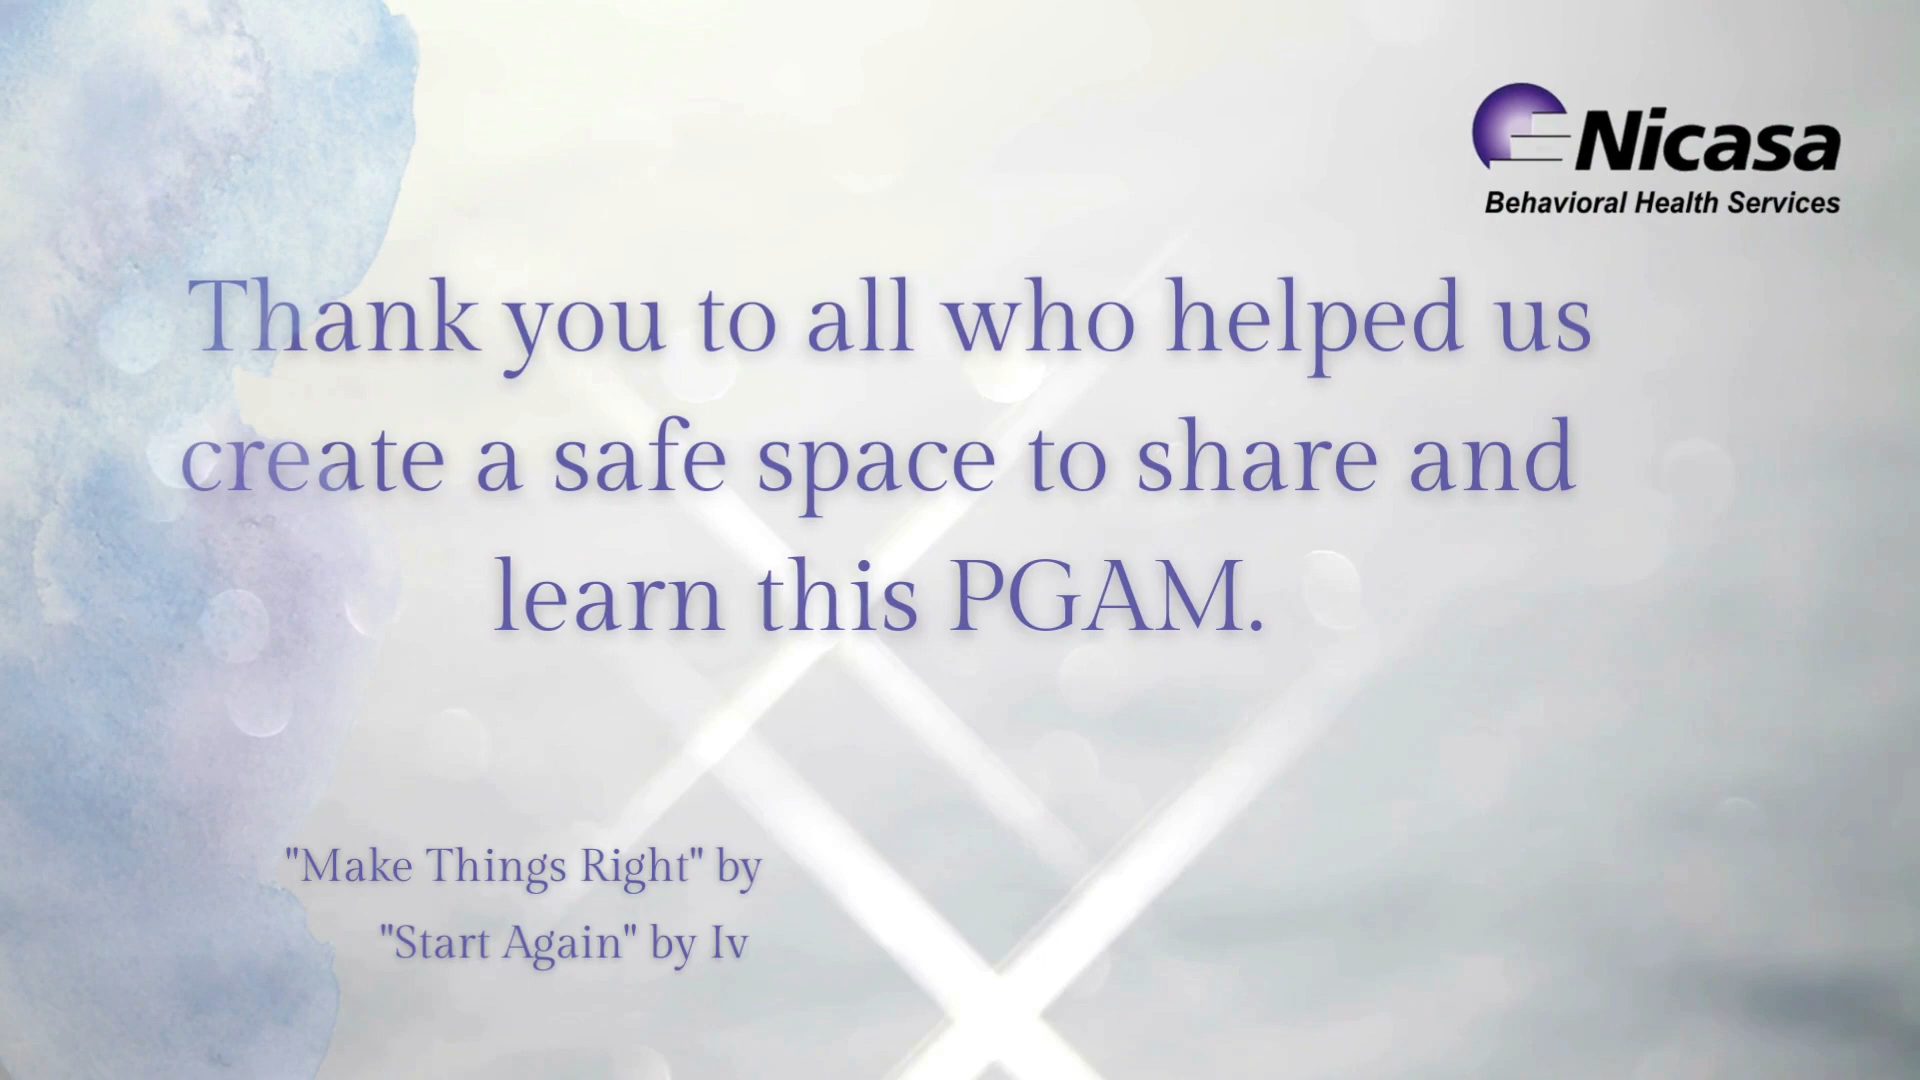 Nicasa
Behavioral Health Services
Thank you to all who helped us
create a safe space to share and
learn this PGAM.
"Make Things Right" by
"Start Again" by Iv